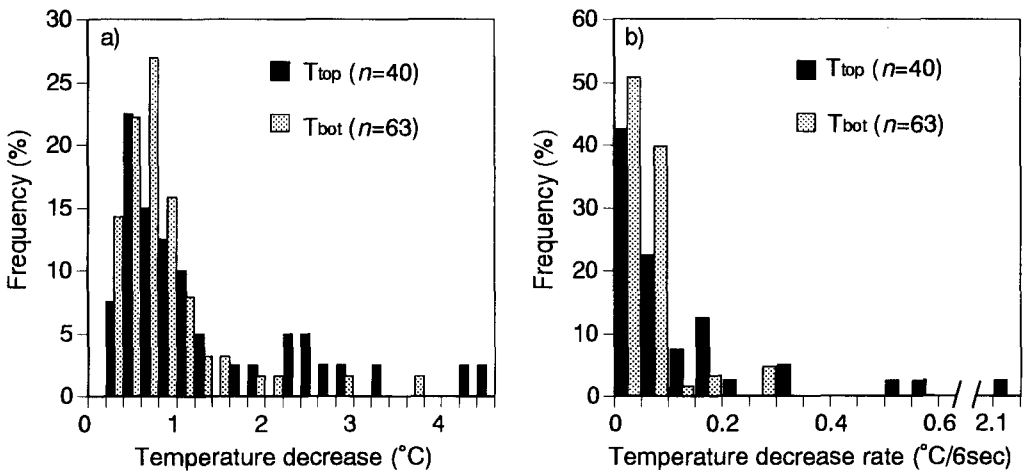 a)
Ttop (n=40)
Tbot (n=63)
Frequency (%)
30
25
20
15
10
5
0
0 1 2 3 4
Temperature decrease (°C)
b)
Ttop (n=40)
Tbot (n=63)
Frequency (%)
60
50
40
30
20
10
0
0 0.2 0.4 0.6 2.1
Temperature decrease rate (°C/6sec)